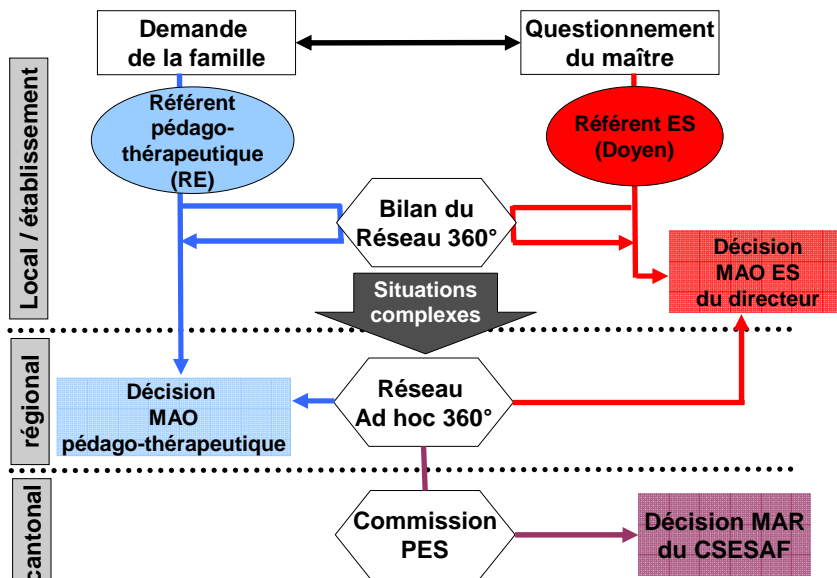 Demande
de la famille
Questionnement
du maître
Local / établissement
Référent
pédago-
thérapeutique
(RE)
Référent ES
(Doyen)
Bilan du
Réseau 360°
Décision
MAO ES
du directeur
Situations
complexes
régional
Décision
MAO
pédago-thérapeutique
Réseau
Ad hoc 360°
cantonal
Commission
PES
Décision MAR
du CSESAF